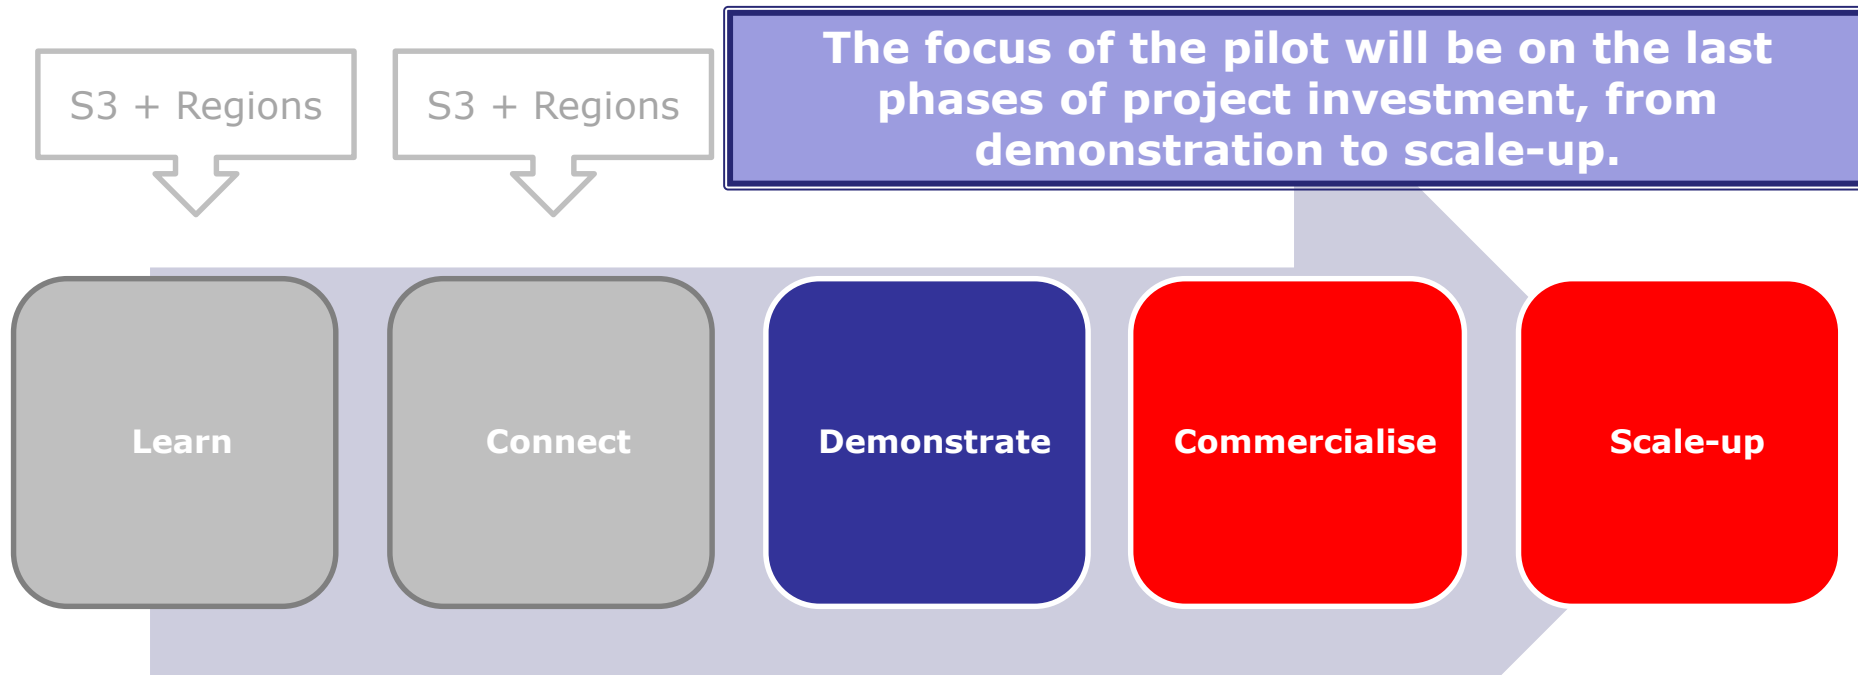 S3 + Regions
S3 + Regions
The focus of the pilot will be on the last
phases of project investment, from
demonstration to scale-up.
Learn
Connect
Demonstrate
Commercialise
Scale-up